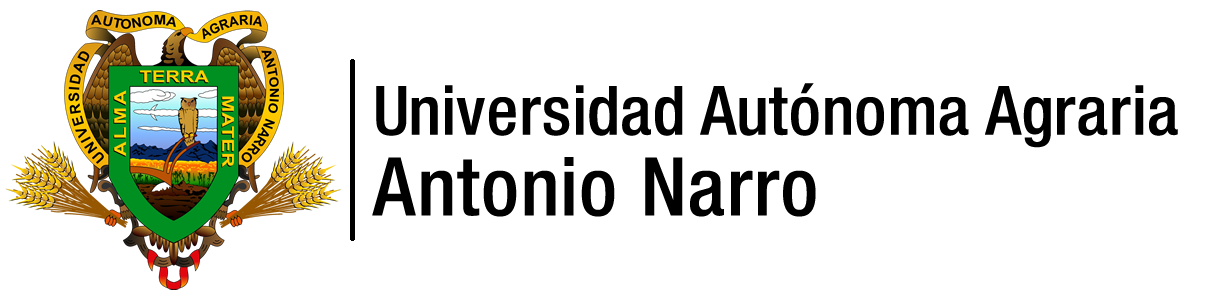 UNIVERSIDAD AUTONOMA AGRARIA ANTONIO NARRO
ALMA TERRA MATER
Universidad Autónoma Agraria
Antonio Narro